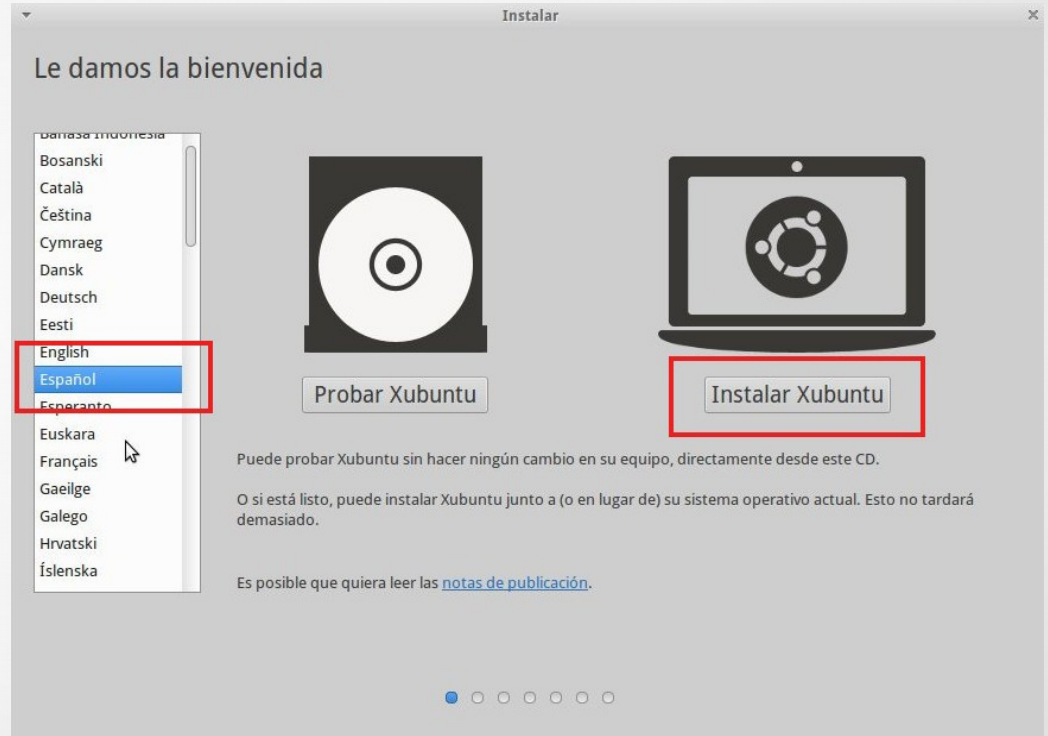 Instalar
Le damos la bienvenida
Bahasa Indonesia
Bosanski
Català
Čeština
Cymraeg
Dansk
Deutsch
Eesti
English
Español
Esperanto
Euskara
Français
Gaeilge
Galego
Hrvatski
Íslenska
Probar Xubuntu
Instalar Xubuntu
Puede probar Xubuntu sin hacer ningún cambio en su equipo, directamente desde este CD.
O si está listo, puede instalar Xubuntu junto a (o en lugar de) su sistema operativo actual. Esto no tardará
demasiado.
Es posible que quiera leer las notas de publicación.